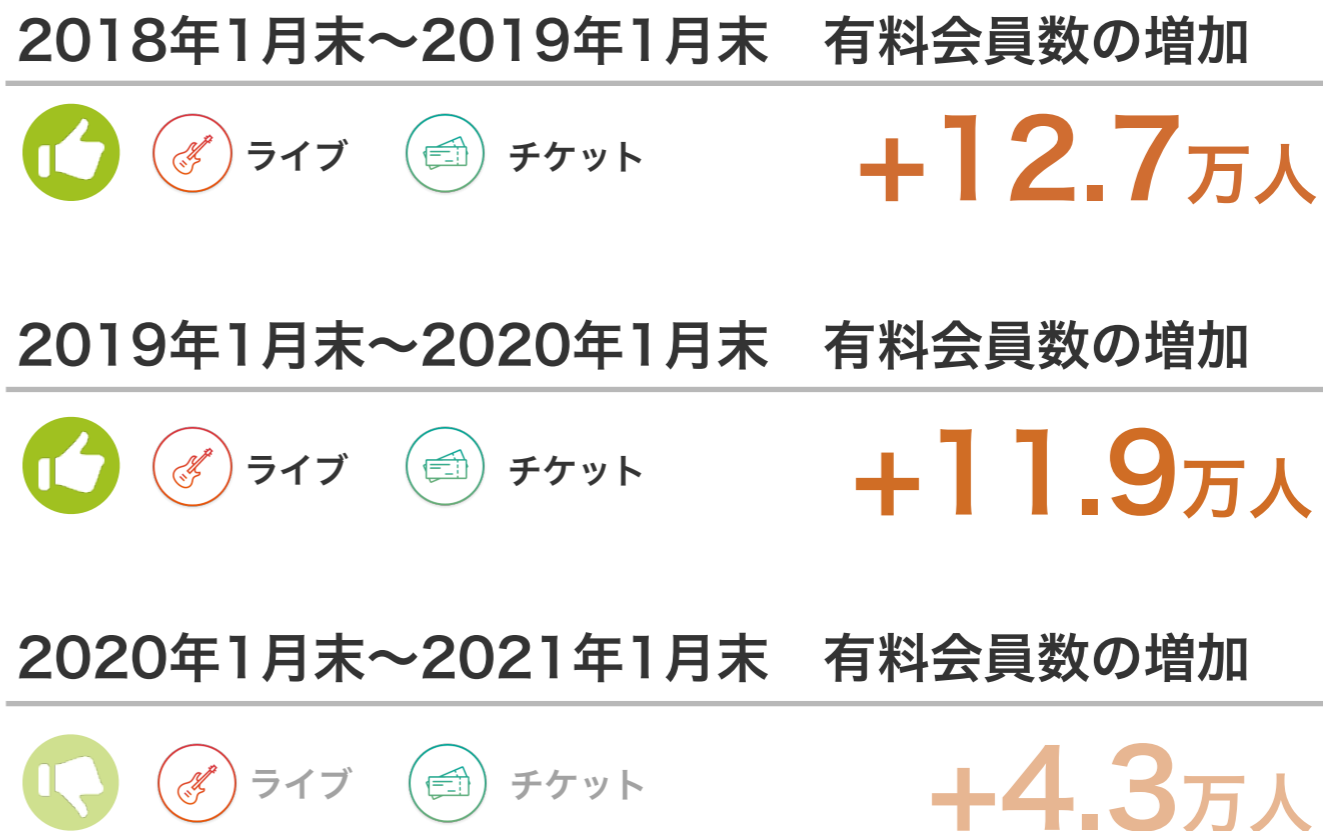 2018年1月末〜2019年1月末　有料会員数の増加
ライブ　チケット　+12.7万人
2019年1月末〜2020年1月末　有料会員数の増加
ライブ　チケット　+11.9万人
2020年1月末〜2021年1月末　有料会員数の増加
ライブ　チケット　+4.3万人